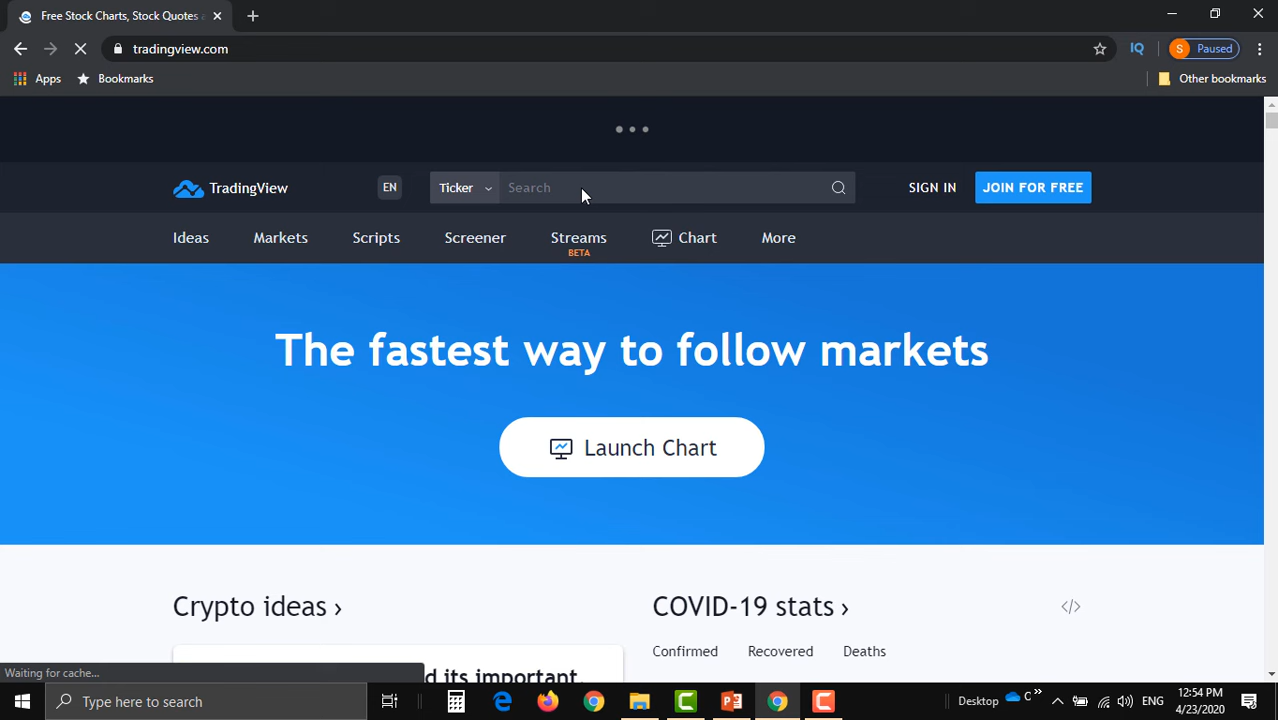 Free Stock Charts, Stock Quotes
tradingview.com
IQ
S Paused
Apps
Bookmarks
Other bookmarks
TradingView
EN
Ticker
Search
SIGN IN
JOIN FOR FREE
Ideas
Markets
Scripts
Screener
Streams
BETA
Chart
More
The fastest way to follow markets
Launch Chart
Crypto ideas ›
COVID-19 stats ›
</>
Confirmed
Recovered
Deaths
its important
Waiting for cache...
Type here to search
Desktop
C
»
ENG
12:54 PM
4/23/2020